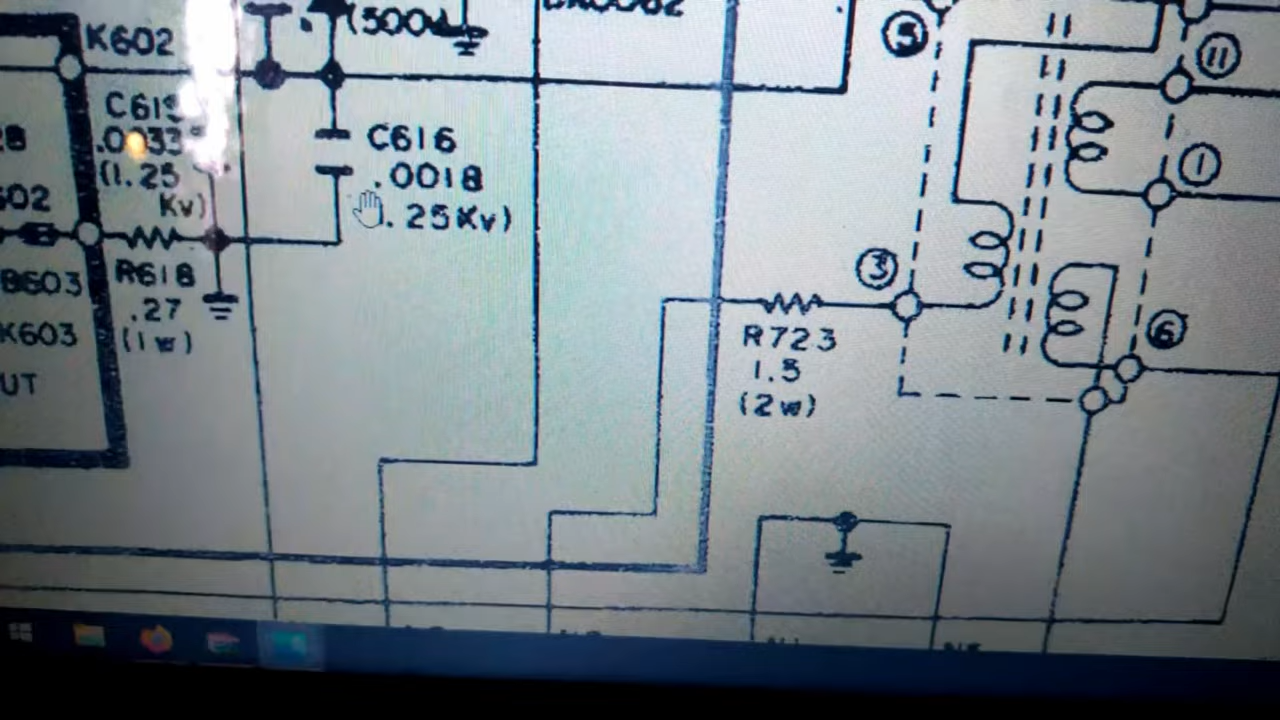 K602
(500
5
11
C616
.0018
. 25Kv)
.0033
(1.25
Kv)
1
602
R618
.27
(1w)
B603
K603
UT
3
R723
1.5
(2w)
6